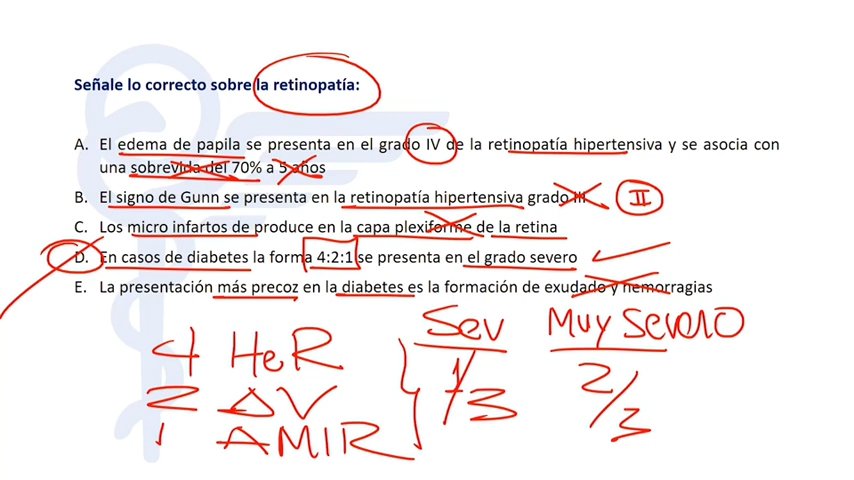 Señale lo correcto sobre la retinopatía:
A. El edema de papila se presenta en el grado IV de la retinopatía hipertensiva y se asocia con
una sobrevida del 70% a 5 años
B. El signo de Gunn se presenta en la retinopatía hipertensiva grado III.
II
C. Los micro infartos de produce en la capa plexiforme de la retina
D. En casos de diabetes la forma 4:2:1 se presenta en el grado severo
E. La presentación más precoz en la diabetes es la formación de exudado y hemorragias
Sev Muy Severo
4 HeR
1/3 2/3
2 ΔV
1 AMIR